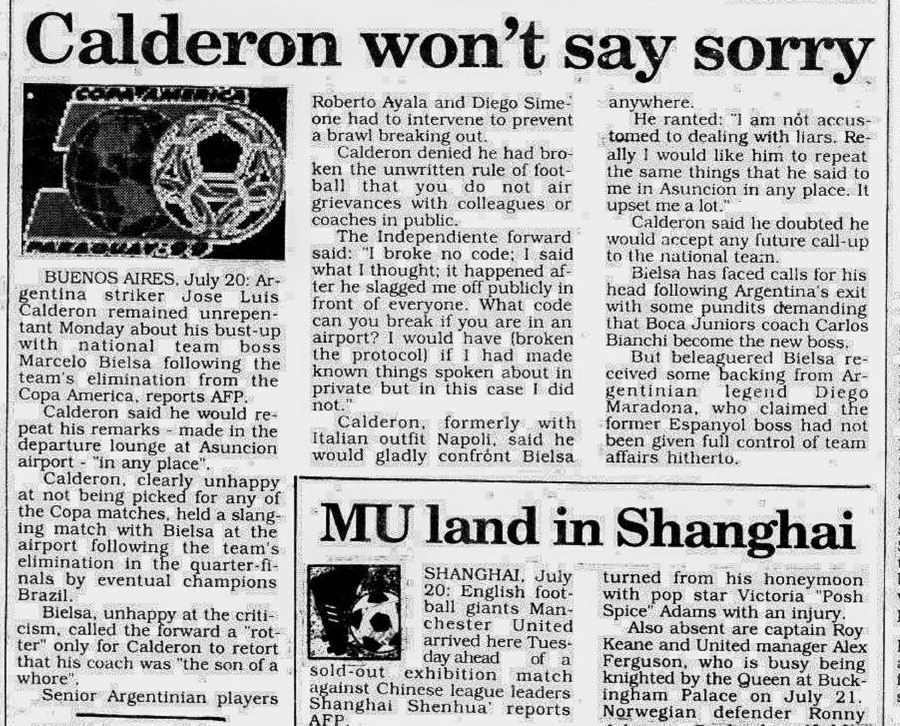 Calderon won't say sorry
COPA AMERICA
PARAGUAY·99
BUENOS AIRES, July 20: Ar-
gentina striker Jose Luis
Calderon remained unrepen-
tant Monday about his bust-up
with national team boss
Marcelo Bielsa following the
team's elimination from the
Copa America, reports AFP.
Calderon said he would re-
peat his remarks - made in the
departure lounge at Asuncion
airport - "in any place".
Calderon, clearly unhappy
at not being picked for any of
the Copa matches, held a slang-
ing match with Bielsa at the
airport following the team's
elimination in the quarter-fi-
nals by eventual champions
Brazil.
Bielsa, unhappy at the criti-
cism, called the forward a "rot-
ter" only for Calderon to retort
that his coach was "the son of a
whore".
Senior Argentinian players
Roberto Ayala and Diego Sime-
one had to intervene to prevent
a brawl breaking out.
Calderon denied he had bro-
ken the unwritten rule of foot-
ball that you do not air
grievances with colleagues or
coaches in public.
The Independiente forward
said: "I broke no code; I said
what I thought; it happened af-
ter he slagged me off publicly in
front of everyone. What code
can you break if you are in an
airport? I would have (broken
the protocol) if I had made
known things spoken about in
private but in this case I did
not."
Calderon, formerly with
Italian outfit Napoli, said he
would gladly confront Bielsa
anywhere.
He ranted: "I am not accus-
tomed to dealing with liars. Re-
ally I would like him to repeat
the same things that he said to
me in Asuncion in any place. It
upset me a lot."
Calderon said he doubted he
would accept any future call-up
to the national team.
Bielsa has faced calls for his
head following Argentina's exit
with some pundits demanding
that Boca Juniors coach Carlos
Bianchi become the new boss.
But beleaguered Bielsa re-
ceived some backing from Ar-
gentinian legend Diego
Maradona, who claimed the
former Espanyol boss had not
been given full control of team
affairs hitherto.
MU land in Shanghai
SHANGHAI, July
20: English foot-
ball giants Man-
chester United
arrived here Tues-
day ahead of a
sold-out exhibition match
against Chinese league leaders
Shanghai Shenhua' reports
AFP.
turned from his honeymoon
with pop star Victoria "Posh
Spice" Adams with an injury.
Also absent are captain Roy
Keane and United manager Alex
Ferguson, who is busy being
knighted by the Queen at Buck-
ingham Palace on July 21.
Norwegian defender Ronny